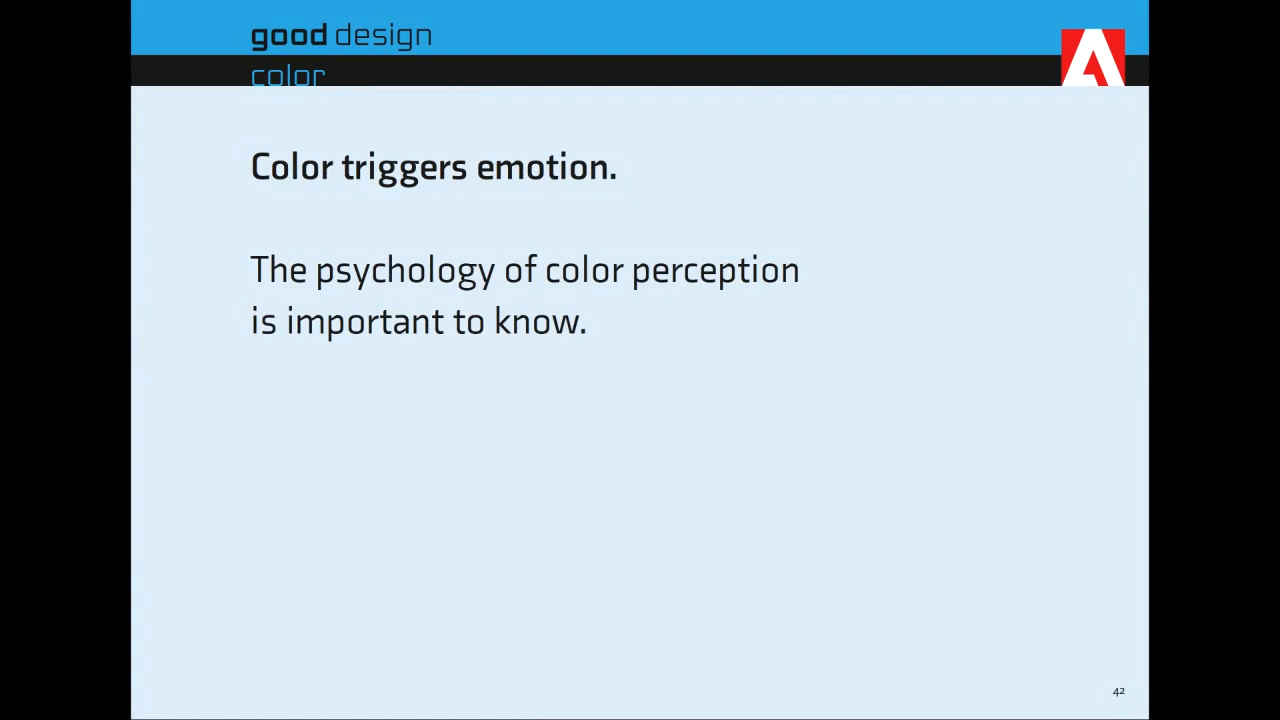 good design
color
Color triggers emotion.
The psychology of color perception
is important to know.
42